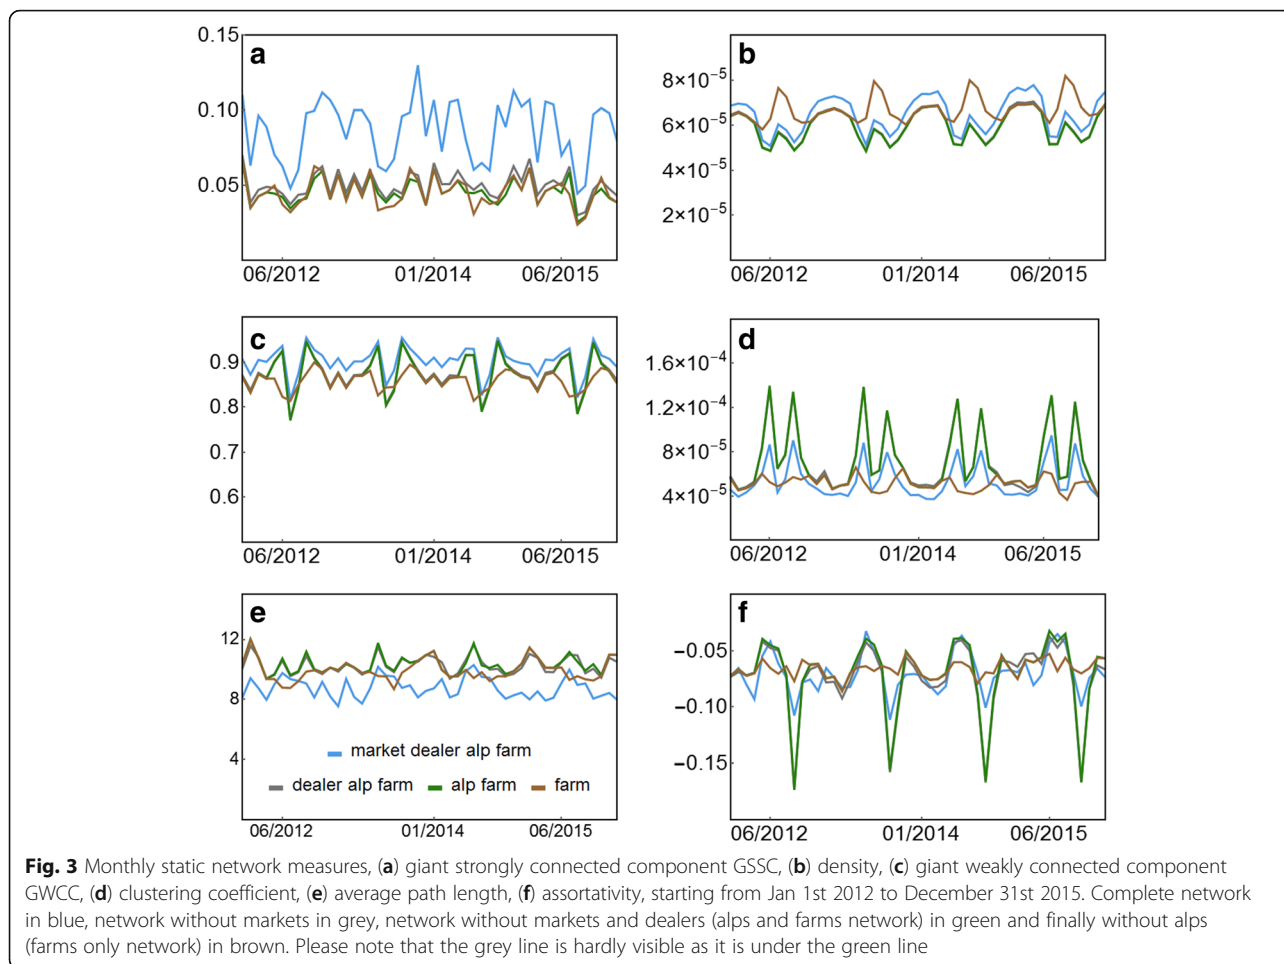 a
0.15
0.10
0.05
06/2012 01/2014 06/2015
b
8×10⁻⁵
6×10⁻⁵
4×10⁻⁵
2×10⁻⁵
06/2012 01/2014 06/2015
c
0.9
0.8
0.7
0.6
06/2012 01/2014 06/2015
d
1.6×10⁻⁴
1.2×10⁻⁴
8×10⁻⁵
4×10⁻⁵
06/2012 01/2014 06/2015
e
12
8
4
market dealer alp farm
dealer alp farm alp farm farm
06/2012 01/2014 06/2015
f
−0.05
−0.10
−0.15
06/2012 01/2014 06/2015
Fig. 3 Monthly static network measures, (a) giant strongly connected component GSSC, (b) density, (c) giant weakly connected component
GWCC, (d) clustering coefficient, (e) average path length, (f) assortativity, starting from Jan 1st 2012 to December 31st 2015. Complete network
in blue, network without markets in grey, network without markets and dealers (alps and farms network) in green and finally without alps
(farms only network) in brown. Please note that the grey line is hardly visible as it is under the green line